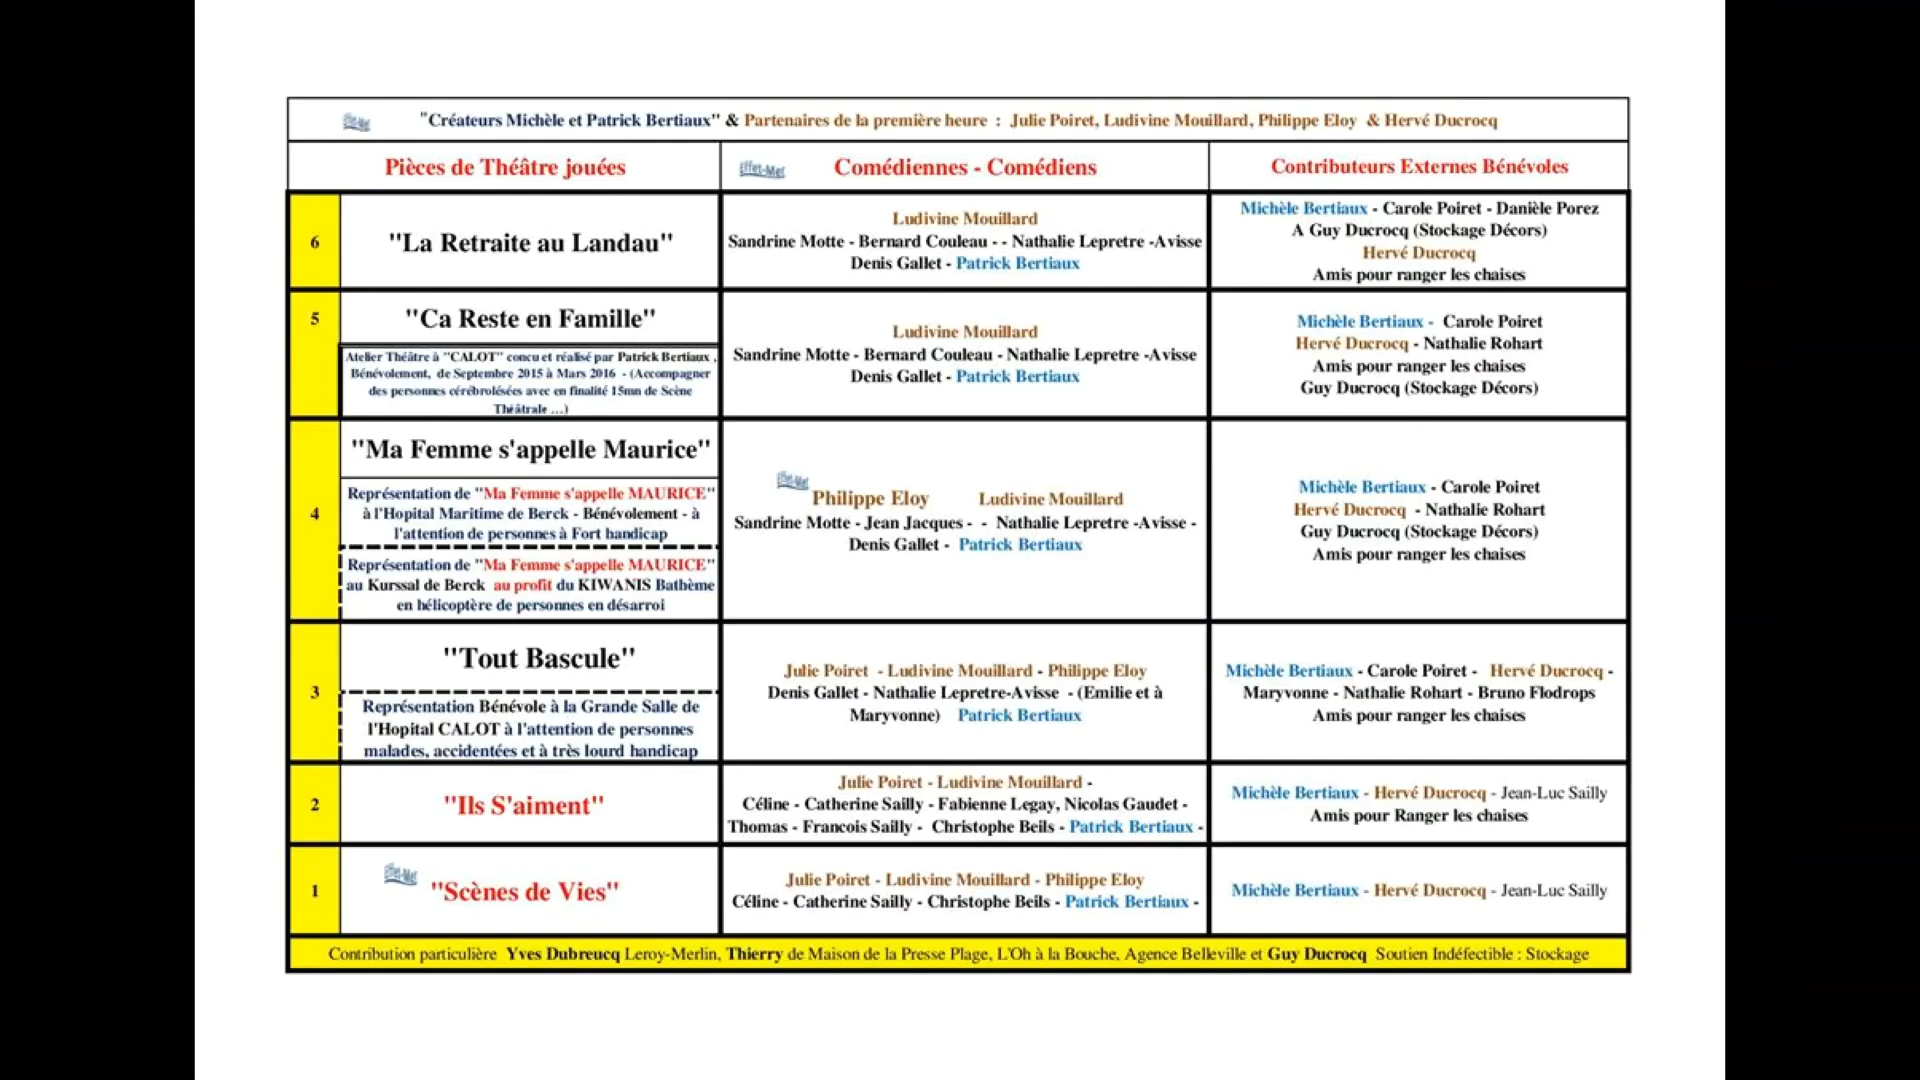 Effet-Mer "Créateurs Michèle et Patrick Bertiaux" & Partenaires de la première heure : Julie Poiret, Ludivine Mouillard, Philippe Eloy & Hervé Ducrocq
Pièces de Théâtre jouées
Effet-Mer Comédiennes - Comédiens
Contributeurs Externes Bénévoles
6
"La Retraite au Landau"
Ludivine Mouillard
Sandrine Motte - Bernard Couleau - - Nathalie Lepretre -Avisse
Denis Gallet - Patrick Bertiaux
Michèle Bertiaux - Carole Poiret - Danièle Porez
A Guy Ducrocq (Stockage Décors)
Hervé Ducrocq
Amis pour ranger les chaises
5
"Ca Reste en Famille"
Atelier Théâtre à "CALOT" concu et réalisé par Patrick Bertiaux .
Bénévolement, de Septembre 2015 à Mars 2016 - (Accompagner
des personnes cérébrolésées avec en finalité 15mn de Scène
Théâtrale ...)
Ludivine Mouillard
Sandrine Motte - Bernard Couleau - Nathalie Lepretre -Avisse
Denis Gallet - Patrick Bertiaux
Michèle Bertiaux - Carole Poiret
Hervé Ducrocq - Nathalie Rohart
Amis pour ranger les chaises
Guy Ducrocq (Stockage Décors)
4
"Ma Femme s'appelle Maurice"
Représentation de "Ma Femme s'appelle MAURICE"
à l'Hopital Maritime de Berck - Bénévolement - à
l'attention de personnes à Fort handicap
Représentation de "Ma Femme s'appelle MAURICE"
au Kurssal de Berck au profit du KIWANIS Bathème
en hélicoptère de personnes en désarroi
Effet-Mer
Philippe Eloy Ludivine Mouillard
Sandrine Motte - Jean Jacques - - Nathalie Lepretre -Avisse -
Denis Gallet - Patrick Bertiaux
Michèle Bertiaux - Carole Poiret
Hervé Ducrocq - Nathalie Rohart
Guy Ducrocq (Stockage Décors)
Amis pour ranger les chaises
3
"Tout Bascule"
Représentation Bénévole à la Grande Salle de
l'Hopital CALOT à l'attention de personnes
malades, accidentées et à très lourd handicap
Julie Poiret - Ludivine Mouillard - Philippe Eloy
Denis Gallet - Nathalie Lepretre-Avisse - (Emilie et à
Maryvonne) Patrick Bertiaux
Michèle Bertiaux - Carole Poiret - Hervé Ducrocq -
Maryvonne - Nathalie Rohart - Bruno Flodrops
Amis pour ranger les chaises
2
"Ils S'aiment"
Julie Poiret - Ludivine Mouillard -
Céline - Catherine Sailly - Fabienne Legay, Nicolas Gaudet -
Thomas - Francois Sailly - Christophe Beils - Patrick Bertiaux -
Michèle Bertiaux - Hervé Ducrocq - Jean-Luc Sailly
Amis pour Ranger les chaises
1
Effet-Mer
"Scènes de Vies"
Julie Poiret - Ludivine Mouillard - Philippe Eloy
Céline - Catherine Sailly - Christophe Beils - Patrick Bertiaux -
Michèle Bertiaux - Hervé Ducrocq - Jean-Luc Sailly
Contribution particulière Yves Dubreucq Leroy-Merlin, Thierry de Maison de la Presse Plage, L'Oh à la Bouche, Agence Belleville et Guy Ducrocq Soutien Indéfectible : Stockage